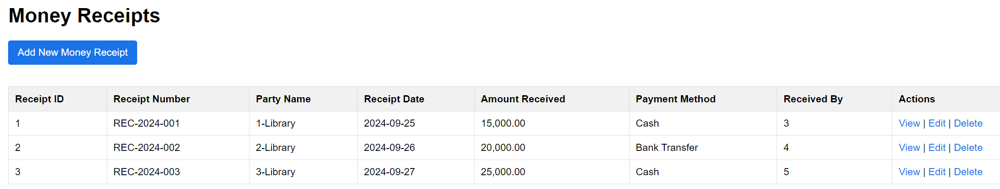 Money Receipts
Add New Money Receipt
Receipt ID Receipt Number Party Name Receipt Date Amount Received Payment Method Received By Actions
1 REC-2024-001 1-Library 2024-09-25 15,000.00 Cash 3 View | Edit | Delete
2 REC-2024-002 2-Library 2024-09-26 20,000.00 Bank Transfer 4 View | Edit | Delete
3 REC-2024-003 3-Library 2024-09-27 25,000.00 Cash 5 View | Edit | Delete